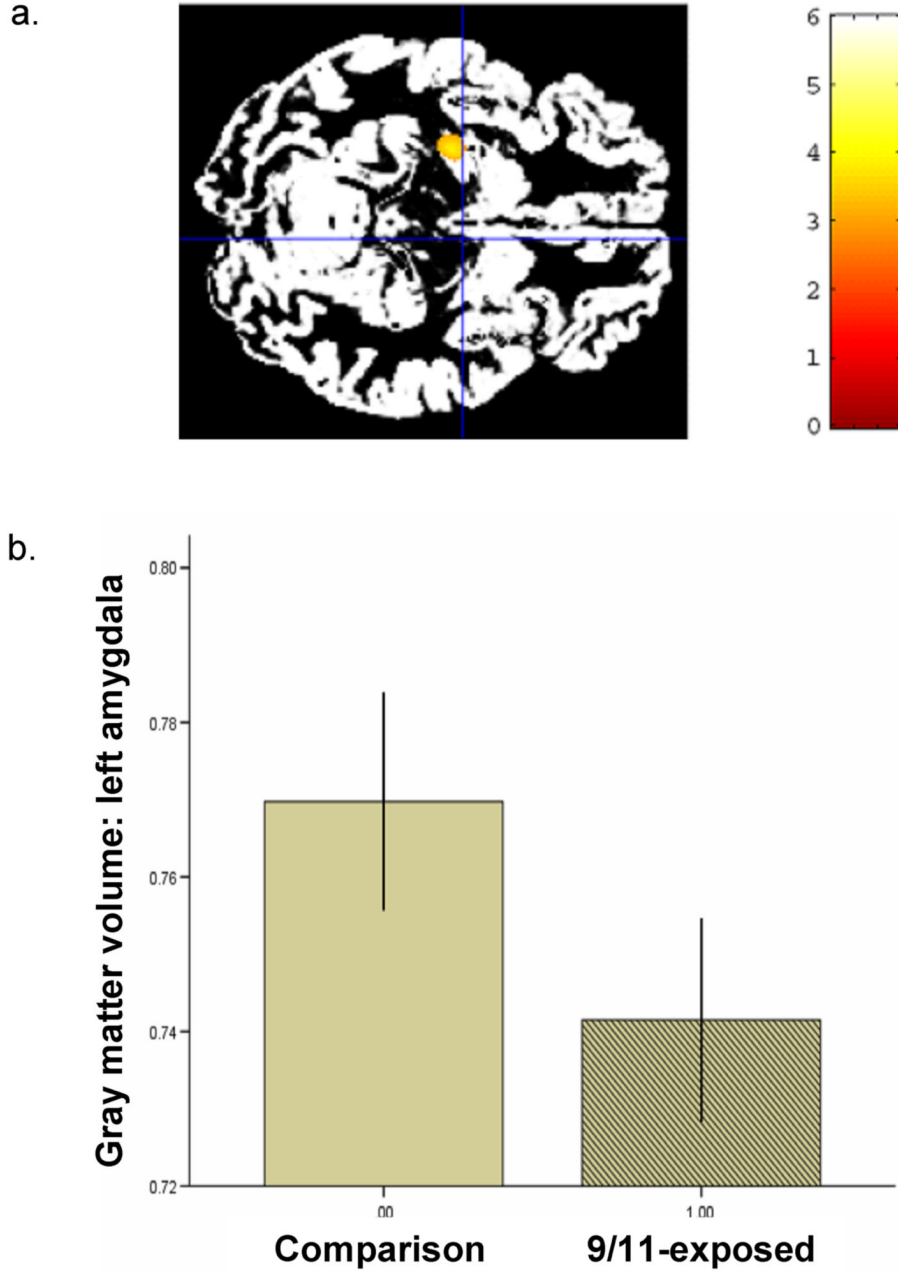 a.
6
5
4
3
2
1
0
b.
Gray matter volume: left amygdala
0.80
0.78
0.76
0.74
0.72
.00
1.00
Comparison
9/11-exposed